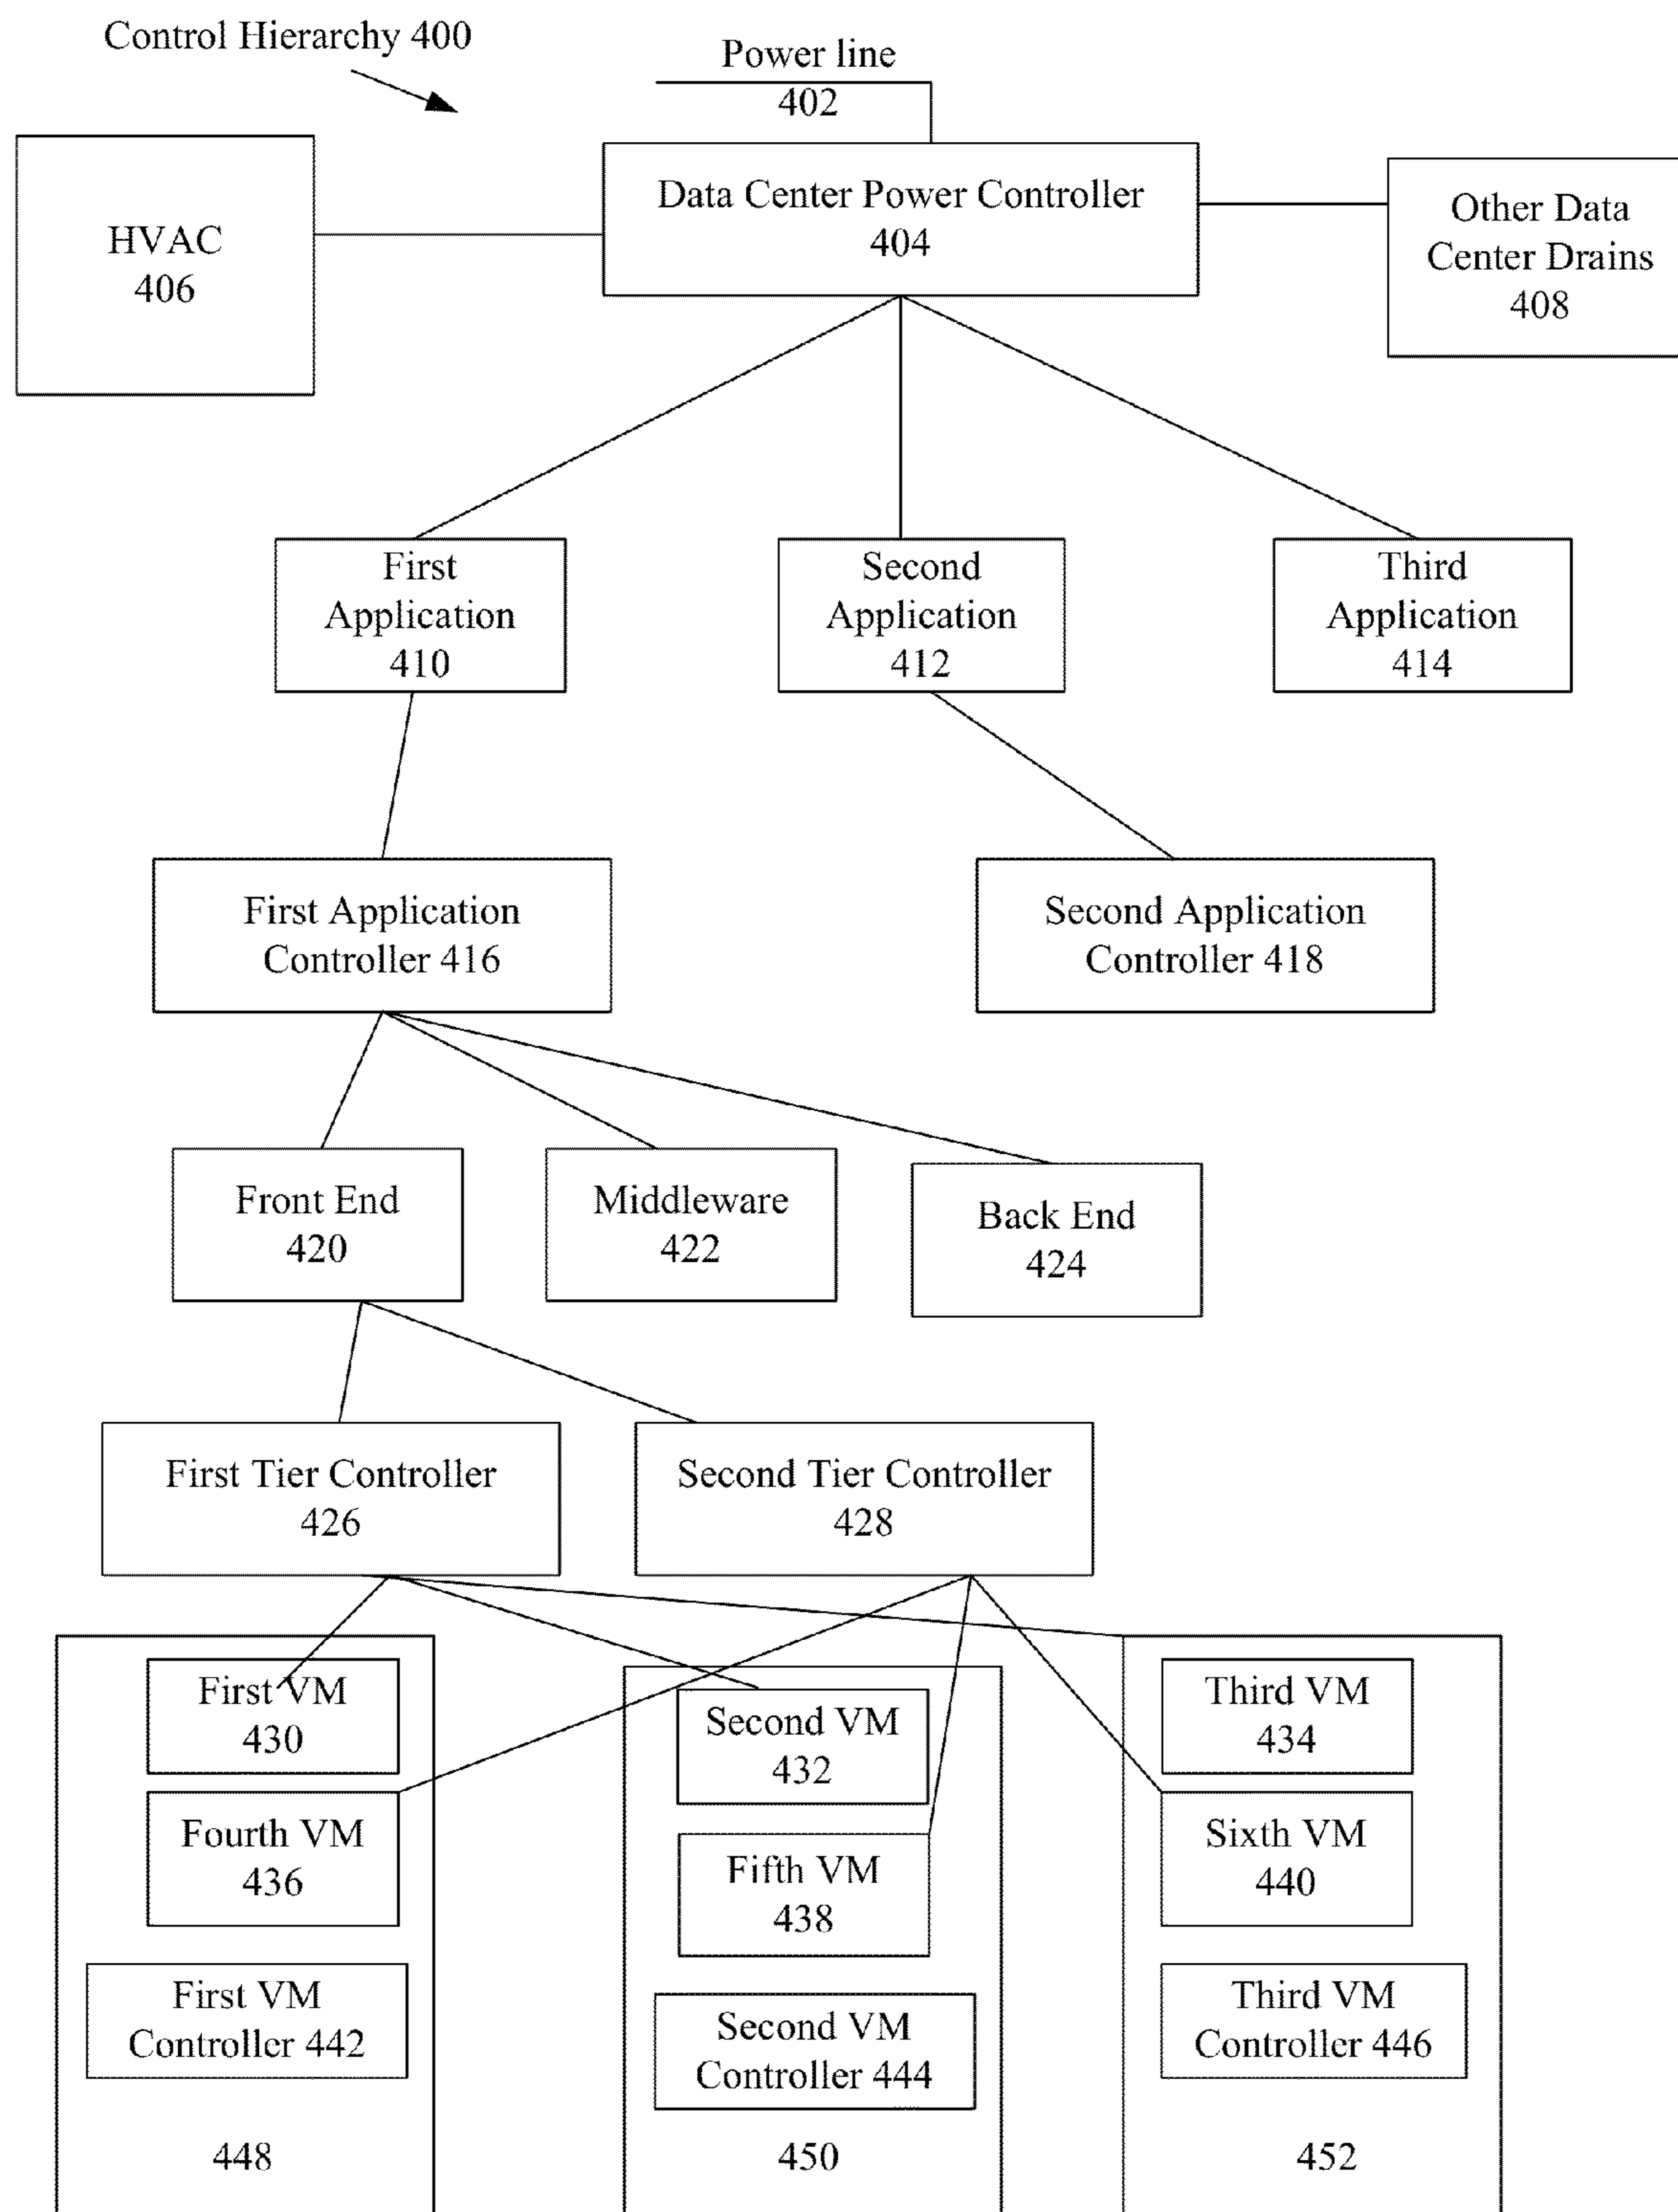 Control Hierarchy 400
Power line
402
HVAC
406
Data Center Power Controller
404
Other Data
Center Drains
408
First
Application
410
Second
Application
412
Third
Application
414
First Application
Controller 416
Second Application
Controller 418
Front End
420
Middleware
422
Back End
424
First Tier Controller
426
Second Tier Controller
428
First VM
430
Fourth VM
436
First VM
Controller 442
448
Second VM
432
Fifth VM
438
Second VM
Controller 444
450
Third VM
434
Sixth VM
440
Third VM
Controller 446
452